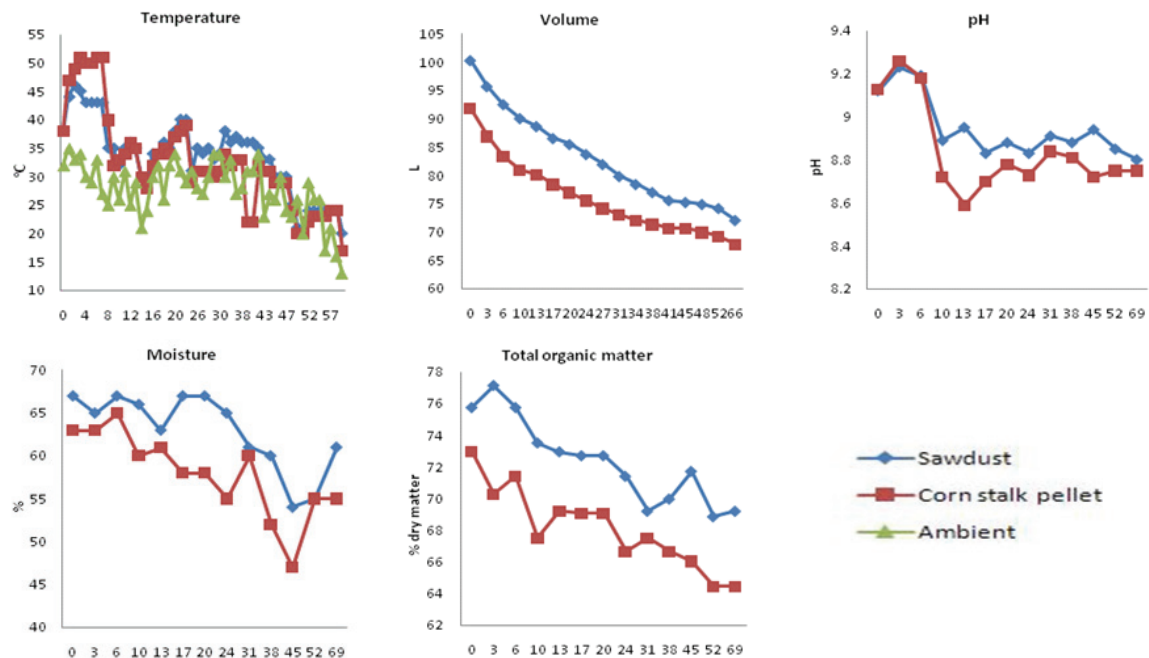 Temperature
55
50
45
40
35
30
25
20
15
10
°C
0 4 8 12 16 20 26 30 38 43 47 52 57
Volume
105
100
95
90
85
80
75
70
65
60
L
0 3 6 10 13 17 20 24 27 31 34 38 41 45 48 52 66
pH
9.4
9.2
9
8.8
8.6
8.4
8.2
pH
0 3 6 10 13 17 20 24 31 38 45 52 69
Moisture
70
65
60
55
50
45
40
%
0 3 6 10 13 17 20 24 31 38 45 52 69
Total organic matter
78
76
74
72
70
68
66
64
62
% dry matter
0 3 6 10 13 17 20 24 31 38 45 52 69
Sawdust
Corn stalk pellet
Ambient